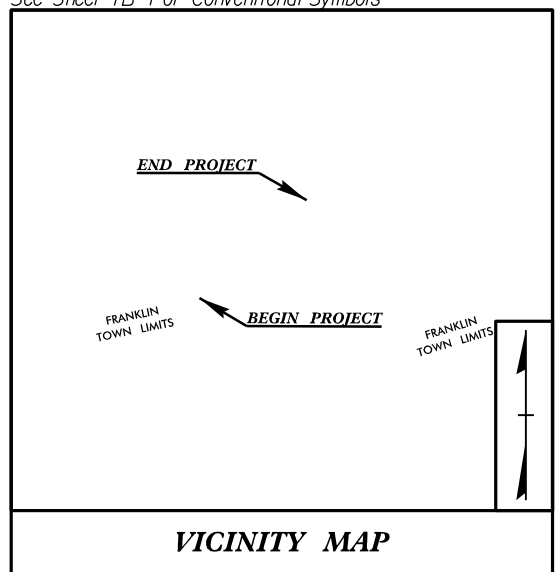 See Sheet 1B For Conventional Symbols
END PROJECT
FRANKLIN
TOWN LIMITS
BEGIN PROJECT
FRANKLIN
TOWN LIMITS
VICINITY MAP